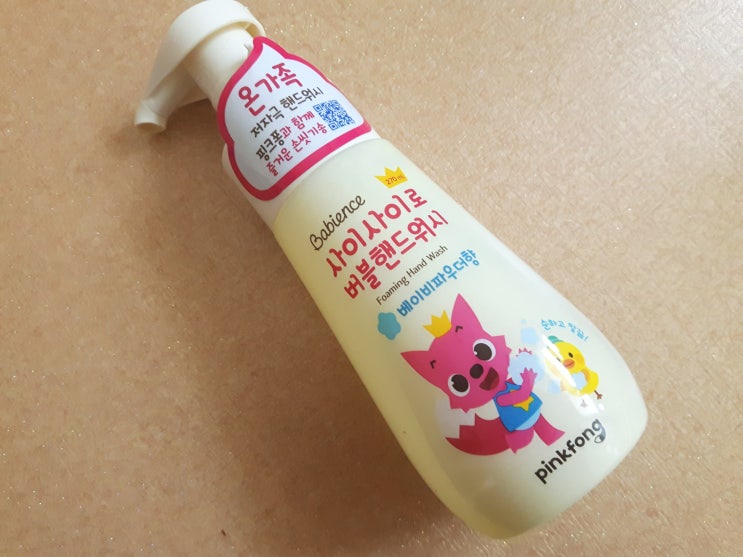 온가족
저자극 핸드워시
핑크퐁과 함께
즐거운 손씻기송
270 ml
Babience
사이사이로
버블핸드워시
Foaming Hand Wash
베이비파우더향
순하고 말끔!
pinkfong